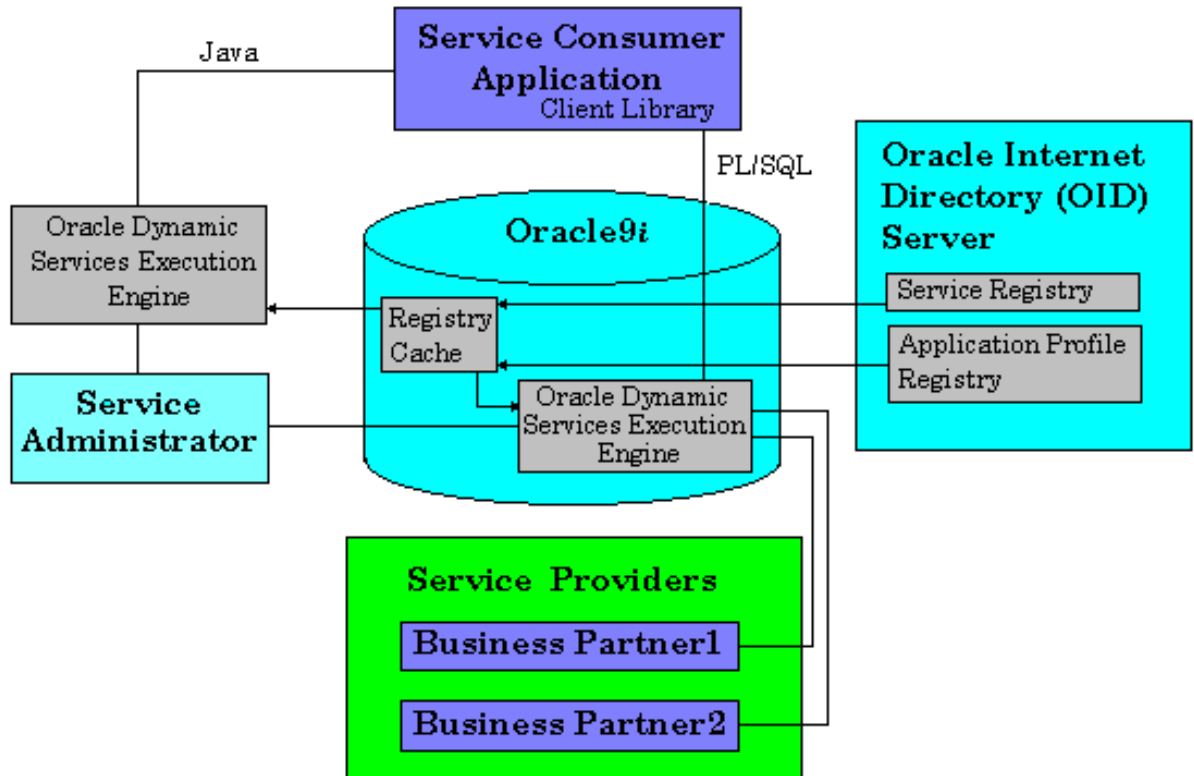 Service Consumer
Application
Client Library
Java
PL/SQL
Oracle Internet
Directory (OID)
Server
Service Registry
Application Profile
Registry
Oracle Dynamic
Services Execution
Engine
Oracle9i
Registry
Cache
Oracle Dynamic
Services Execution
Engine
Service
Administrator
Service Providers
Business Partner1
Business Partner2